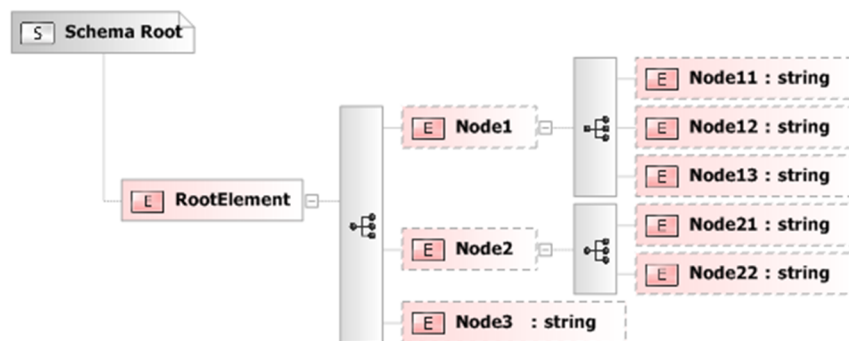 S Schema Root
E Node11 : string
E Node1
E Node12 : string
E Node13 : string
E RootElement
E Node21 : string
E Node2
E Node22 : string
E Node3 : string